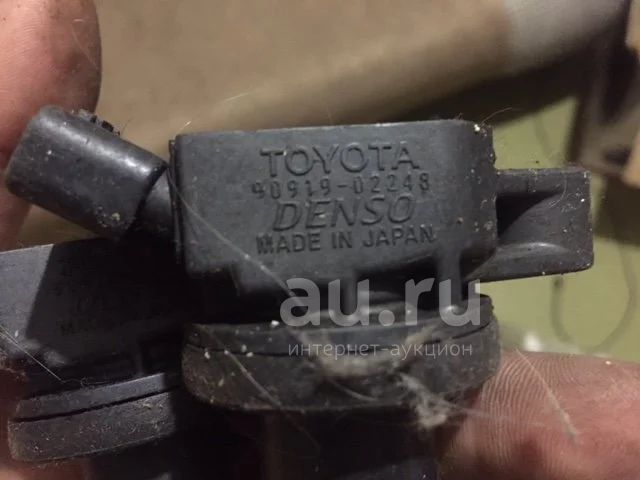 TOYOTA
90919-02248
DENSO
MADE IN JAPAN
au.ru
интернет-аукцион